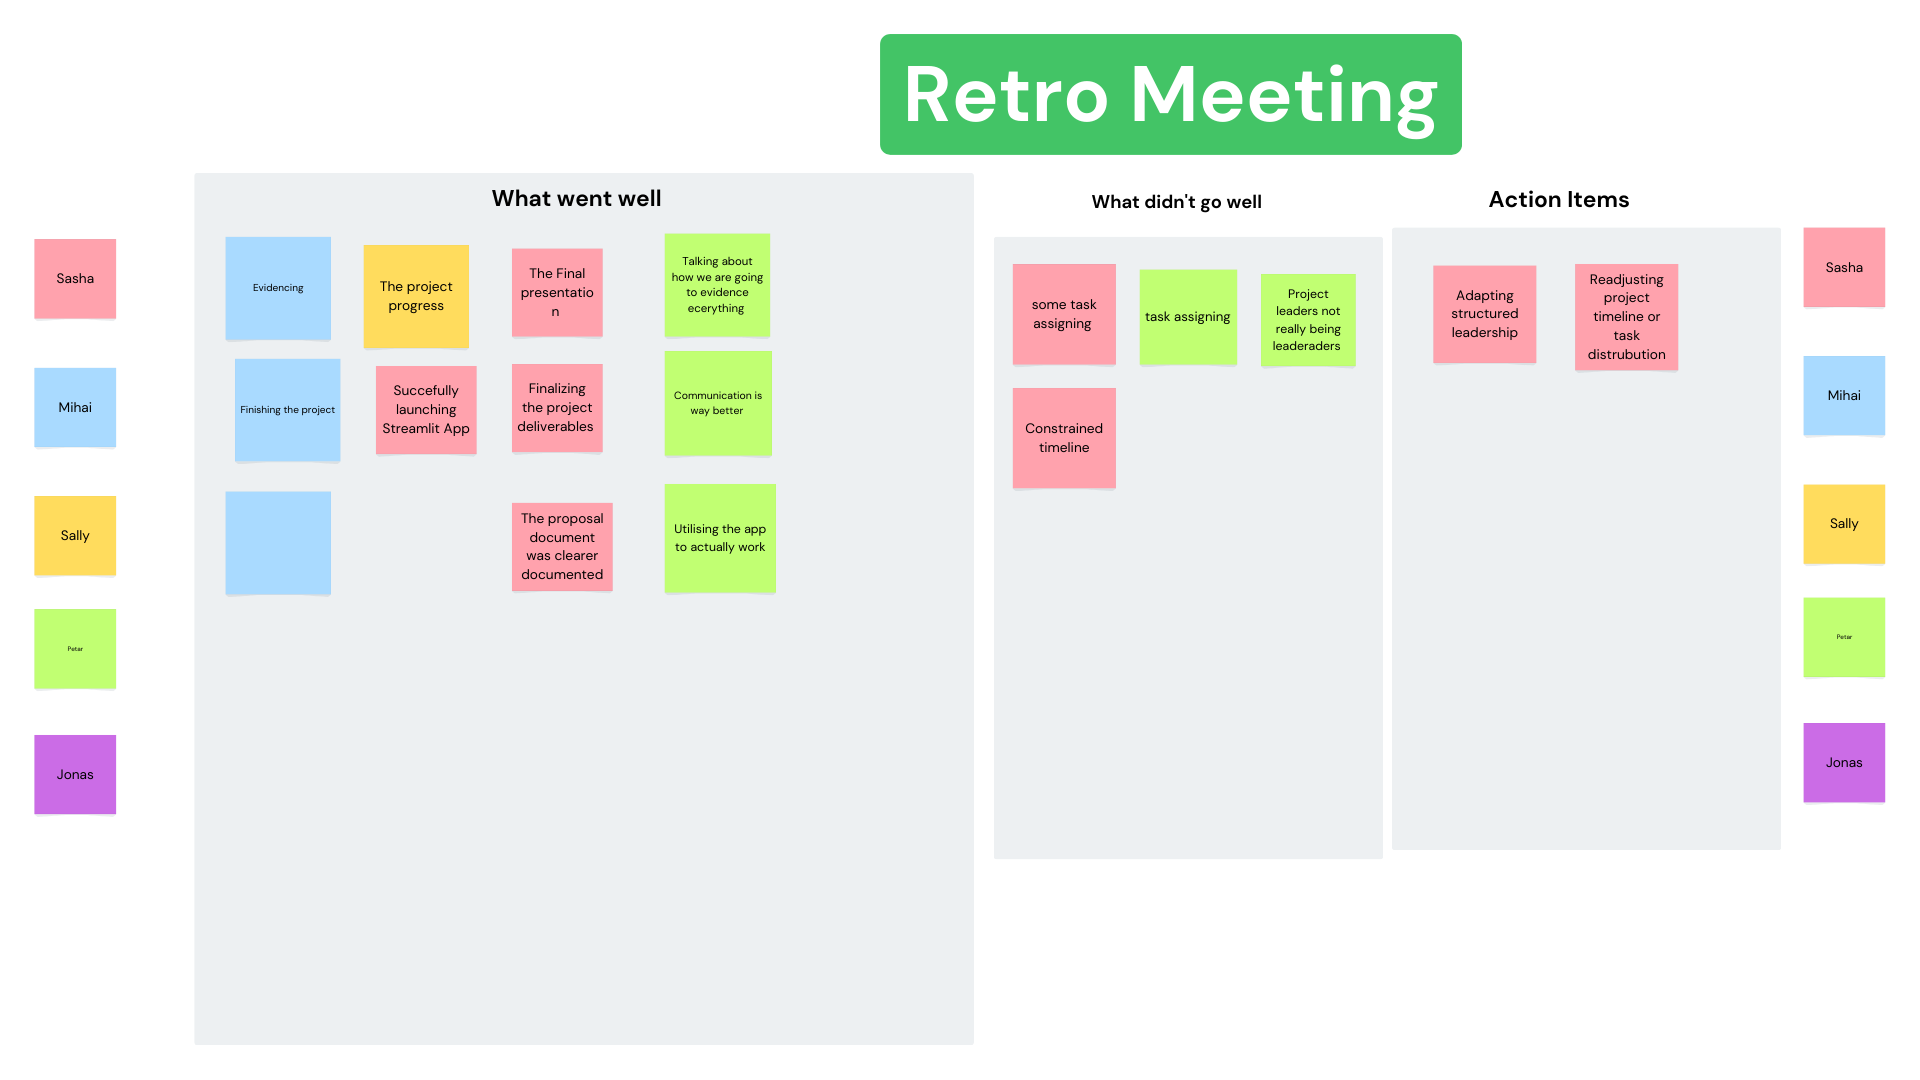 Retro Meeting
What went well
What didn't go well
Action Items
Sasha
Mihai
Sally
Petar
Jonas
Evidencing
The project
progress
The Final
presentatio
n
Talking about
how we are going
to evidence
ecerything
Finishing the project
Succefully
launching
Streamlit App
Finalizing
the project
deliverables
Communication is
way better
The proposal
document
was clearer
documented
Utilising the app
to actually work
some task
assigning
task assigning
Project
leaders not
really being
leaderaders
Constrained
timeline
Adapting
structured
leadership
Readjusting
project
timeline or
task
distrubution
Sasha
Mihai
Sally
Petar
Jonas